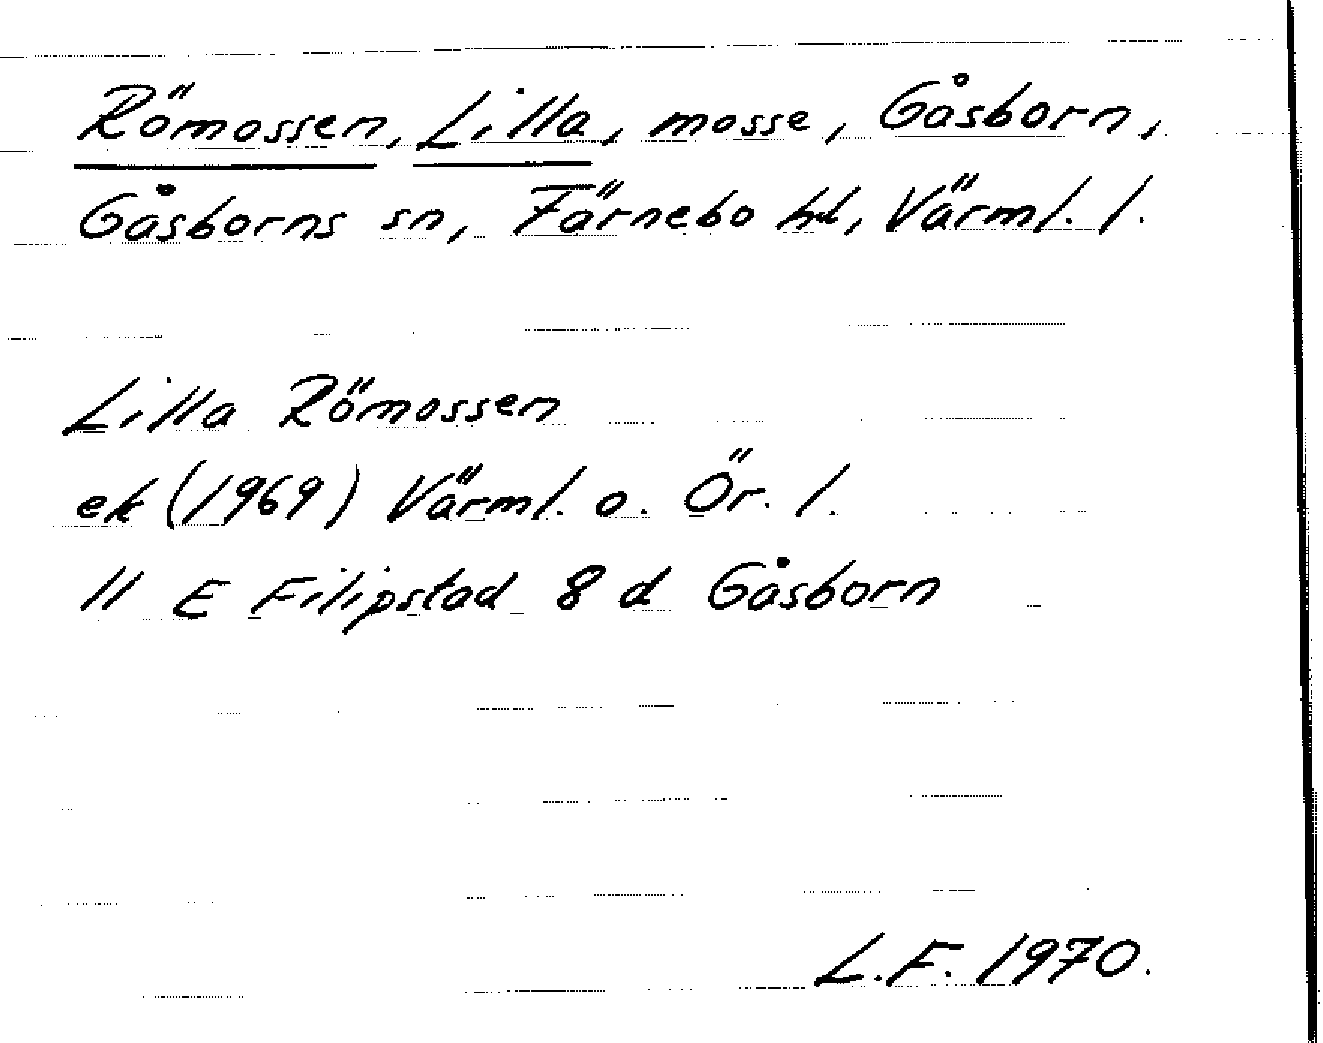 Römossen, Lilla, mosse, Gåsborn,
Gåsborns sn, Färnebo hd, Värml. l.
Lilla Römossen
ek (1969) Värml. o. Ör. l.
11 E Filipstad 8 d Gåsborn
L.F. 1970.